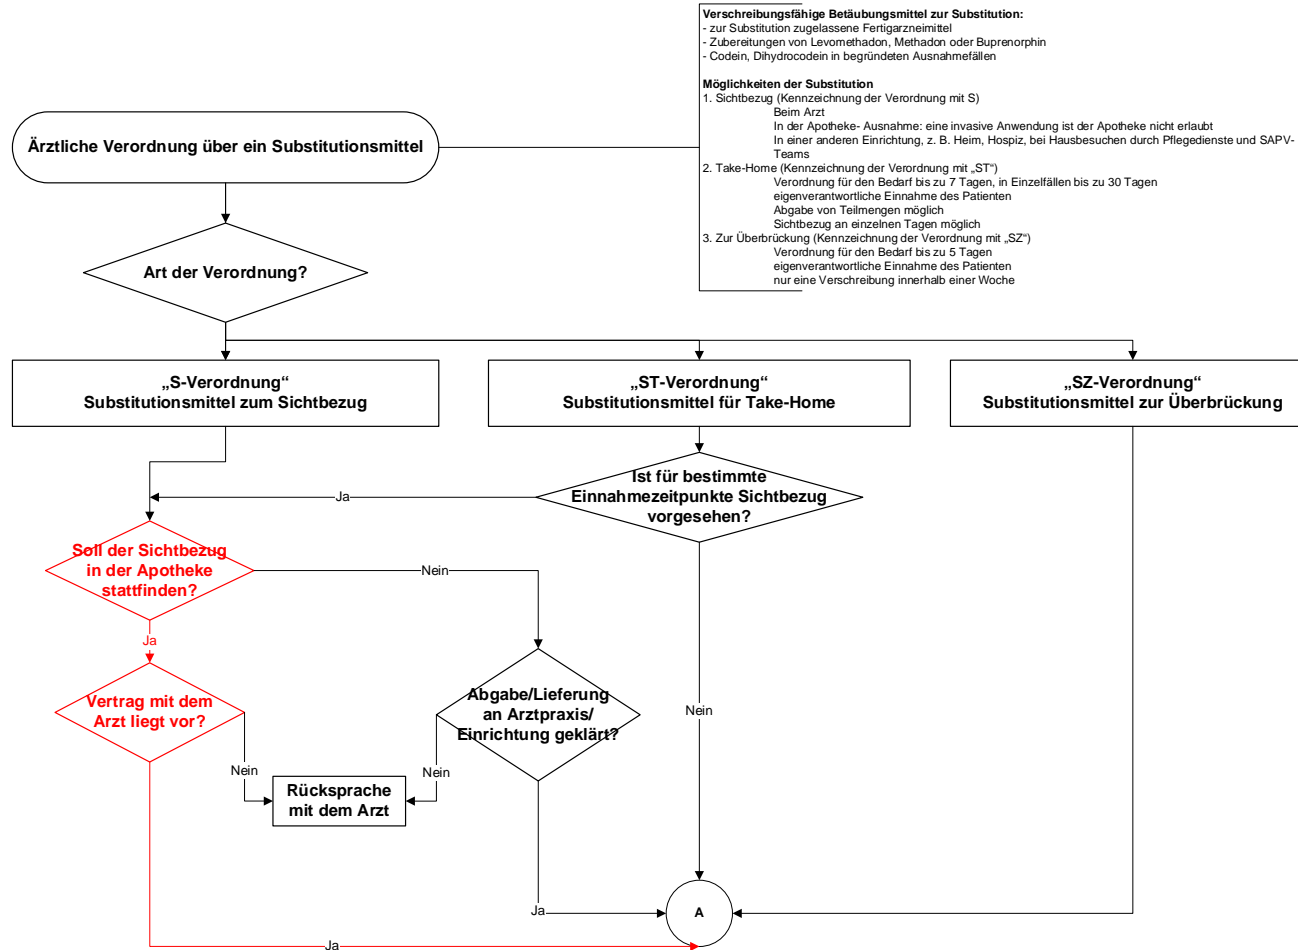 Verschreibungsfähige Betäubungsmittel zur Substitution:
- zur Substitution zugelassene Fertigarzneimittel
- Zubereitungen von Levomethadon, Methadon oder Buprenorphin
- Codein, Dihydrocodein in begründeten Ausnahmefällen
Möglichkeiten der Substitution
1. Sichtbezug (Kennzeichnung der Verordnung mit S)
Beim Arzt
In der Apotheke- Ausnahme: eine invasive Anwendung ist der Apotheke nicht erlaubt
In einer anderen Einrichtung, z. B. Heim, Hospiz, bei Hausbesuchen durch Pflegedienste und SAPV-
Teams
2. Take-Home (Kennzeichnung der Verordnung mit „ST“)
Verordnung für den Bedarf bis zu 7 Tagen, in Einzelfällen bis zu 30 Tagen
eigenverantwortliche Einnahme des Patienten
Abgabe von Teilmengen möglich
Sichtbezug an einzelnen Tagen möglich
3. Zur Überbrückung (Kennzeichnung der Verordnung mit „SZ“)
Verordnung für den Bedarf bis zu 5 Tagen
eigenverantwortliche Einnahme des Patienten
nur eine Verschreibung innerhalb einer Woche
Ärztliche Verordnung über ein Substitutionsmittel
Art der Verordnung?
„S-Verordnung“
Substitutionsmittel zum Sichtbezug
„ST-Verordnung“
Substitutionsmittel für Take-Home
„SZ-Verordnung“
Substitutionsmittel zur Überbrückung
Ist für bestimmte
Einnahmezeitpunkte Sichtbezug
vorgesehen?
Ja
Soll der Sichtbezug
in der Apotheke
stattfinden?
Nein
Ja
Vertrag mit dem
Arzt liegt vor?
Abgabe/Lieferung
an Arztpraxis/
Einrichtung geklärt?
Nein
Nein
Nein
Rücksprache
mit dem Arzt
Ja
A
Ja